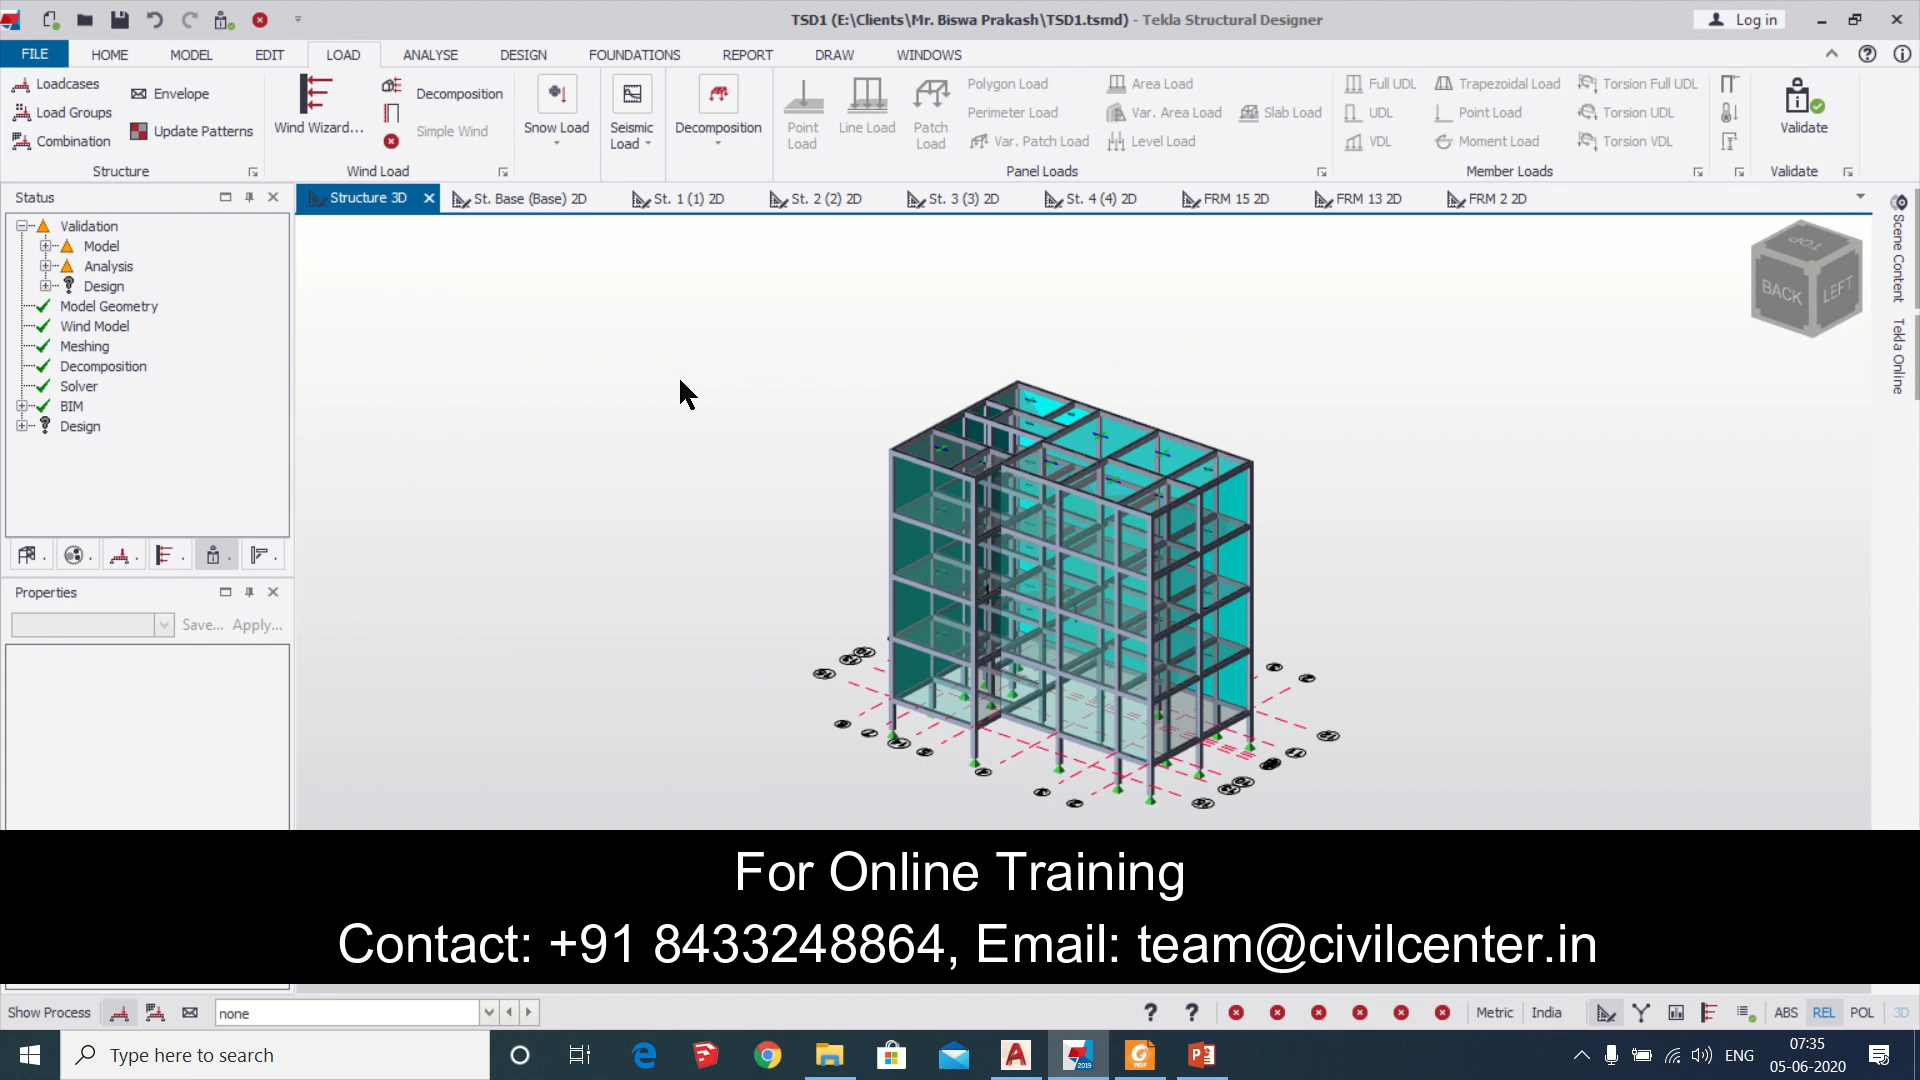 TSD1 (E:\Clients\Mr. Biswa Prakash\TSD1.tsmd) - Tekla Structural Designer
Log in
FILE HOME MODEL EDIT LOAD ANALYSE DESIGN FOUNDATIONS REPORT DRAW WINDOWS
Loadcases
Load Groups
Combination
Envelope
Update Patterns
Structure
Wind Wizard...
Decomposition
Simple Wind
Wind Load
Snow Load
Seismic Load
Decomposition
Point Load
Line Load
Patch Load
Polygon Load
Perimeter Load
Var. Patch Load
Area Load
Var. Area Load
Level Load
Slab Load
Panel Loads
Full UDL
UDL
VDL
Trapezoidal Load
Point Load
Moment Load
Torsion Full UDL
Torsion UDL
Torsion VDL
Member Loads
Validate
Validate
Status
Validation
Model
Analysis
Design
Model Geometry
Wind Model
Meshing
Decomposition
Solver
BIM
Design
Properties
Save... Apply...
Structure 3D
St. Base (Base) 2D
St. 1 (1) 2D
St. 2 (2) 2D
St. 3 (3) 2D
St. 4 (4) 2D
FRM 15 2D
FRM 13 2D
FRM 2 2D
TOP
BACK
LEFT
Scene Content
Tekla Online
For Online Training
Contact: +91 8433248864, Email: team@civilcenter.in
Show Process
none
Metric
India
ABS
REL
POL
3D
Type here to search
2019
PDF
ENG
07:35
05-06-2020